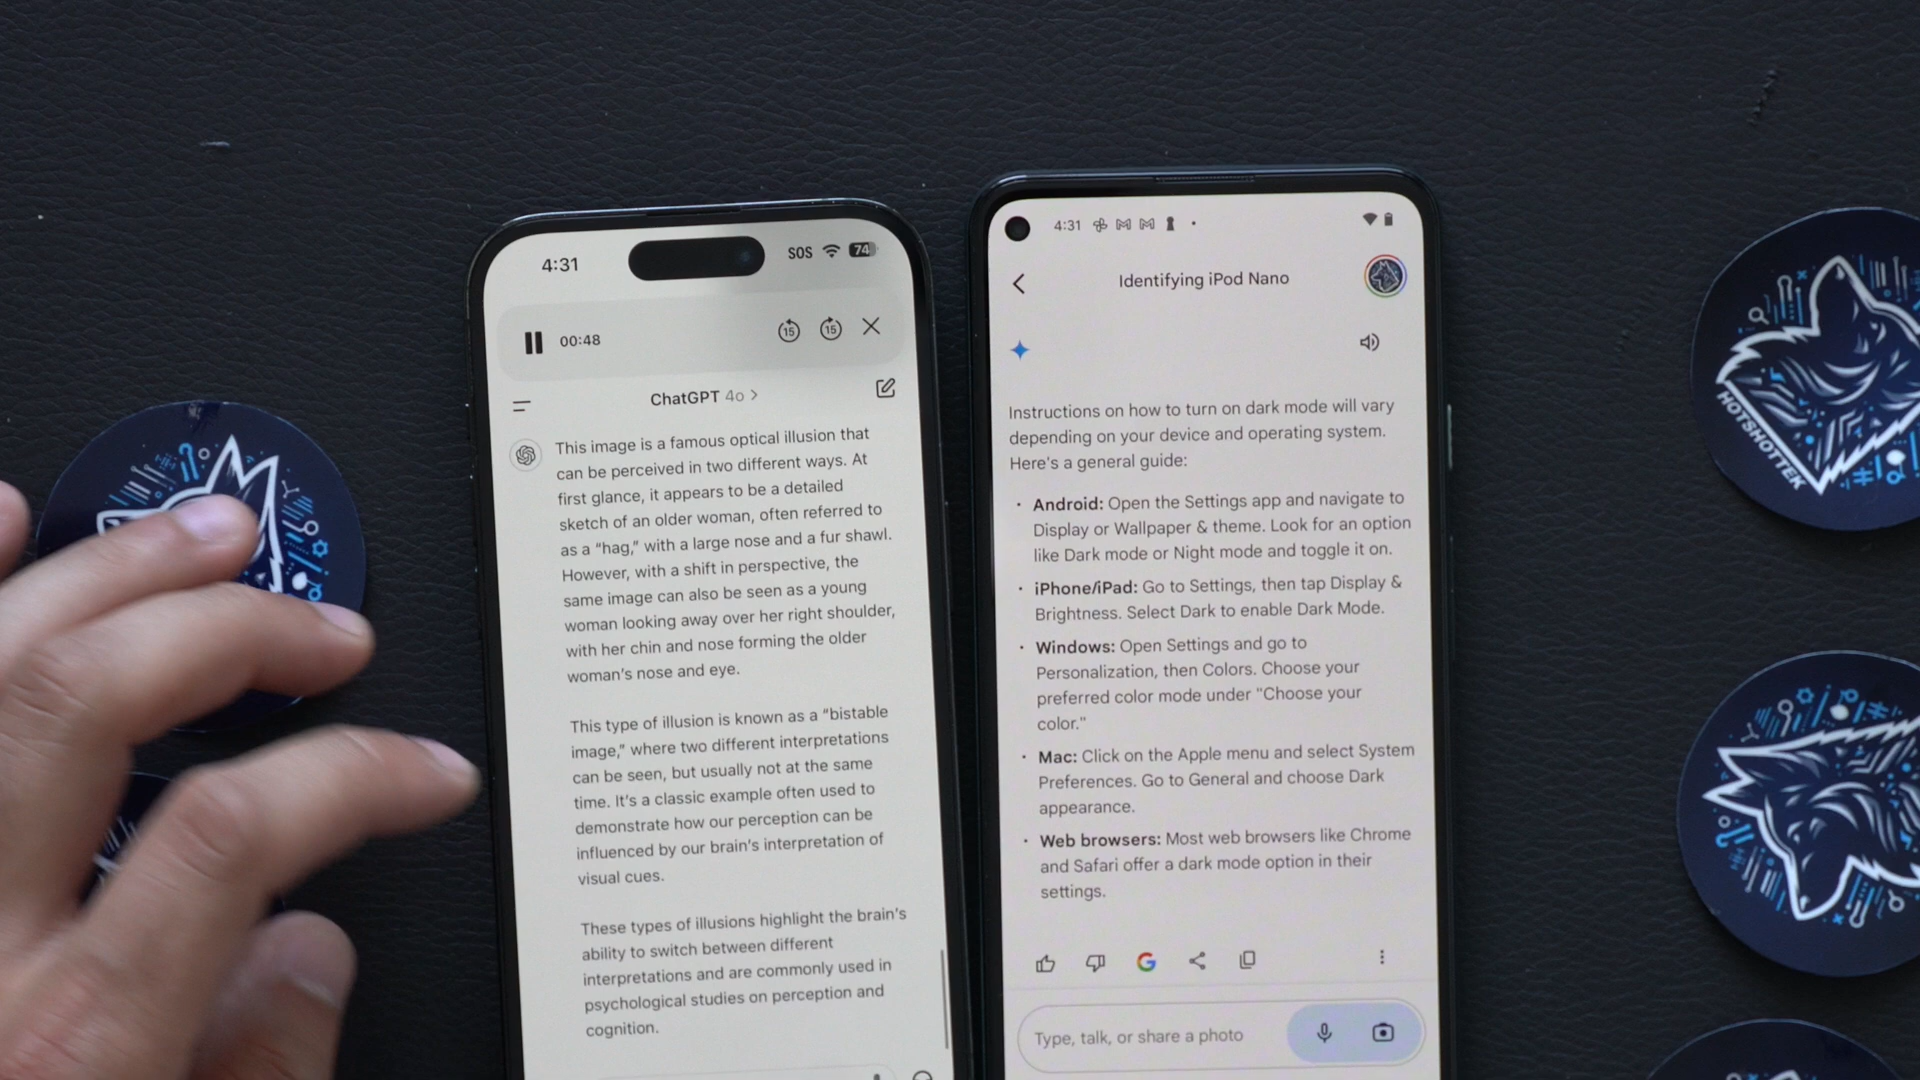 4:31
SOS
74
00:48
15
15
ChatGPT 4o >
This image is a famous optical illusion that
can be perceived in two different ways. At
first glance, it appears to be a detailed
sketch of an older woman, often referred to
as a “hag,” with a large nose and a fur shawl.
However, with a shift in perspective, the
same image can also be seen as a young
woman looking away over her right shoulder,
with her chin and nose forming the older
woman’s nose and eye.
This type of illusion is known as a “bistable
image,” where two different interpretations
can be seen, but usually not at the same
time. It’s a classic example often used to
demonstrate how our perception can be
influenced by our brain’s interpretation of
visual cues.
These types of illusions highlight the brain’s
ability to switch between different
interpretations and are commonly used in
psychological studies on perception and
cognition.
4:31
Identifying iPod Nano
Instructions on how to turn on dark mode will vary
depending on your device and operating system.
Here's a general guide:
• Android: Open the Settings app and navigate to
Display or Wallpaper & theme. Look for an option
like Dark mode or Night mode and toggle it on.
• iPhone/iPad: Go to Settings, then tap Display &
Brightness. Select Dark to enable Dark Mode.
• Windows: Open Settings and go to
Personalization, then Colors. Choose your
preferred color mode under "Choose your
color."
• Mac: Click on the Apple menu and select System
Preferences. Go to General and choose Dark
appearance.
• Web browsers: Most web browsers like Chrome
and Safari offer a dark mode option in their
settings.
Type, talk, or share a photo
HOTSHOTTEK